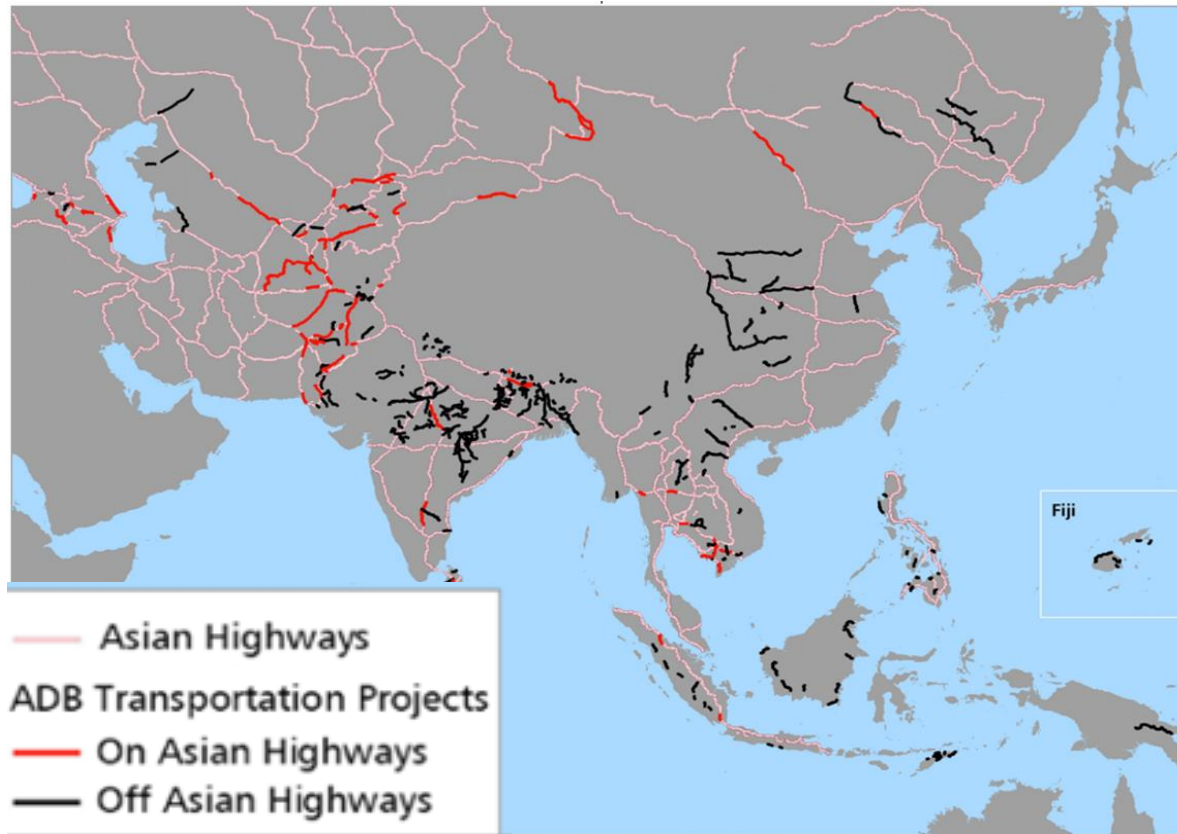 Fiji
Asian Highways
ADB Transportation Projects
On Asian Highways
Off Asian Highways